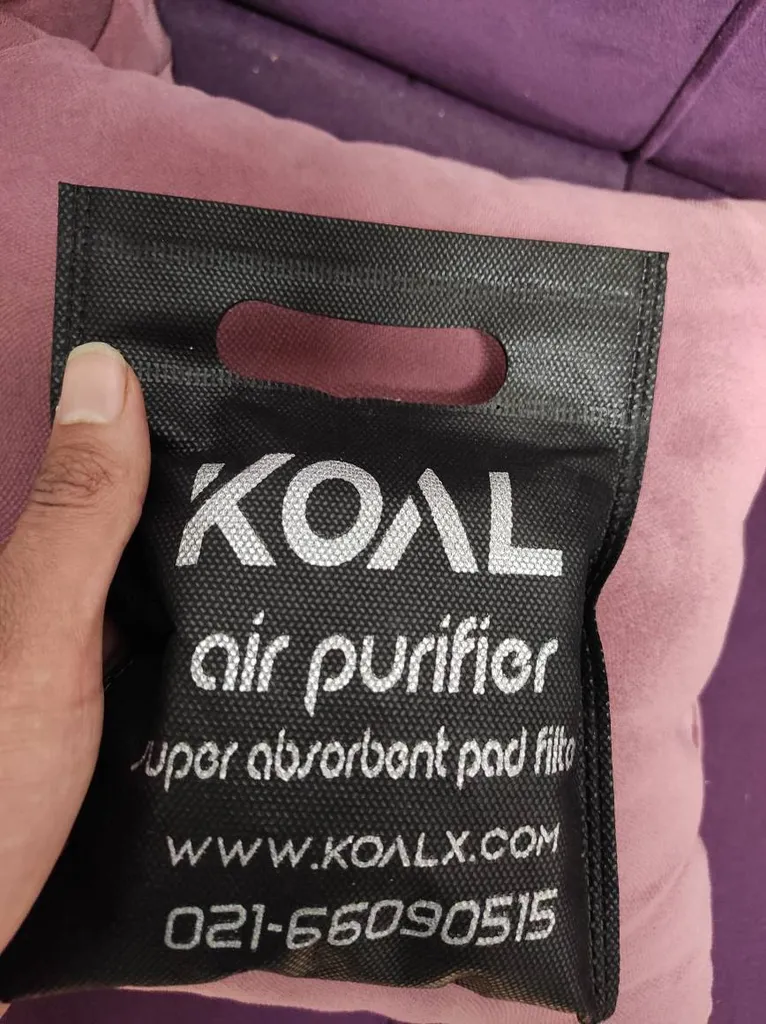 KOAL
air purifier
super absorbent pad filte
WWW.KOALX.COM
021-66090515